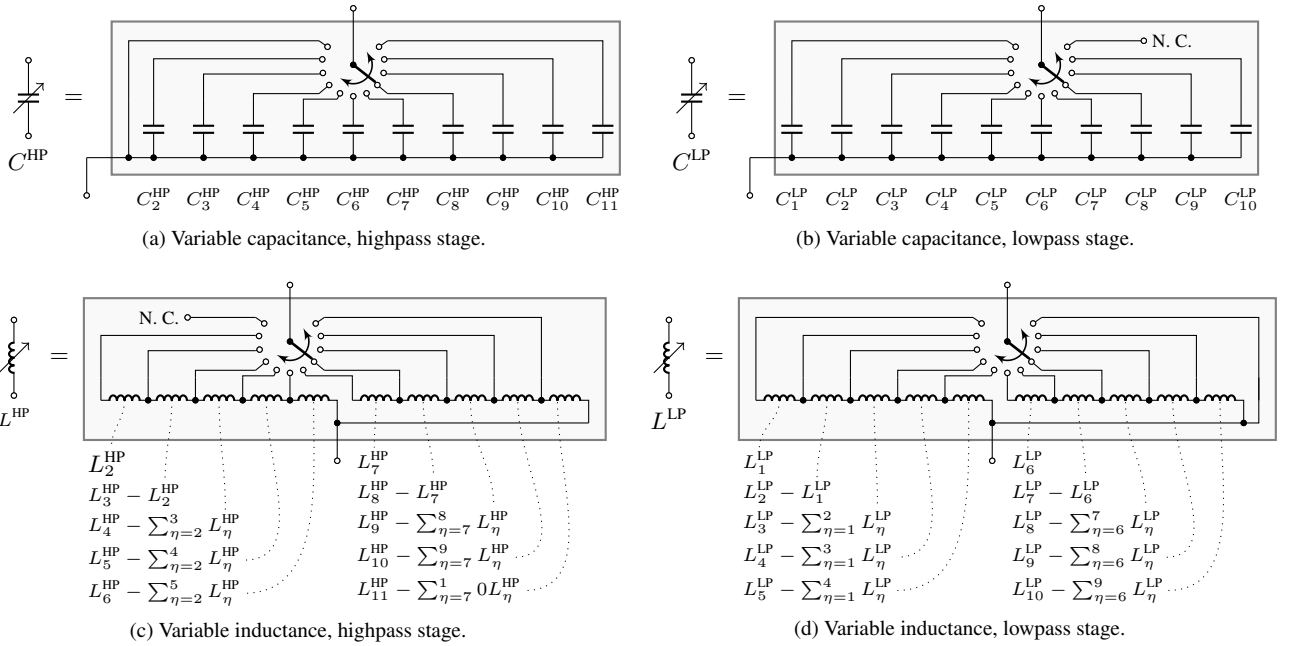 N. C.
=
=
C^HP
C^LP
C_2^HP C_3^HP C_4^HP C_5^HP C_6^HP C_7^HP C_8^HP C_9^HP C_10^HP C_11^HP
C_1^LP C_2^LP C_3^LP C_4^LP C_5^LP C_6^LP C_7^LP C_8^LP C_9^LP C_10^LP
(a) Variable capacitance, highpass stage.
(b) Variable capacitance, lowpass stage.
N. C.
=
=
L^HP
L^LP
L_2^HP
L_3^HP − L_2^HP
L_4^HP − ∑_{η=2}^3 L_η^HP
L_5^HP − ∑_{η=2}^4 L_η^HP
L_6^HP − ∑_{η=2}^5 L_η^HP
L_7^HP
L_8^HP − L_7^HP
L_9^HP − ∑_{η=7}^8 L_η^HP
L_10^HP − ∑_{η=7}^9 L_η^HP
L_11^HP − ∑_{η=7}^1 0L_η^HP
L_1^LP
L_2^LP − L_1^LP
L_3^LP − ∑_{η=1}^2 L_η^LP
L_4^LP − ∑_{η=1}^3 L_η^LP
L_5^LP − ∑_{η=1}^4 L_η^LP
L_6^LP
L_7^LP − L_6^LP
L_8^LP − ∑_{η=6}^7 L_η^LP
L_9^LP − ∑_{η=6}^8 L_η^LP
L_10^LP − ∑_{η=6}^9 L_η^LP
(c) Variable inductance, highpass stage.
(d) Variable inductance, lowpass stage.